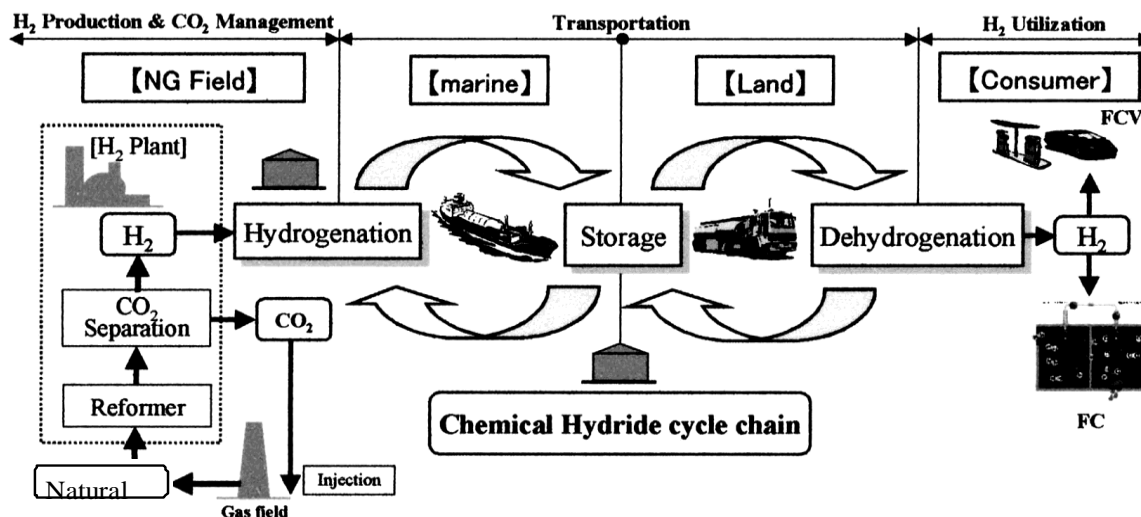 H₂ Production & CO₂ Management
Transportation
H₂ Utilization
【NG Field】
【marine】
【Land】
【Consumer】
FCV
[H₂ Plant]
H₂
Hydrogenation
Storage
Dehydrogenation
H₂
CO₂
Separation
CO₂
Reformer
Chemical Hydride cycle chain
FC
Natural
Injection
Gas field